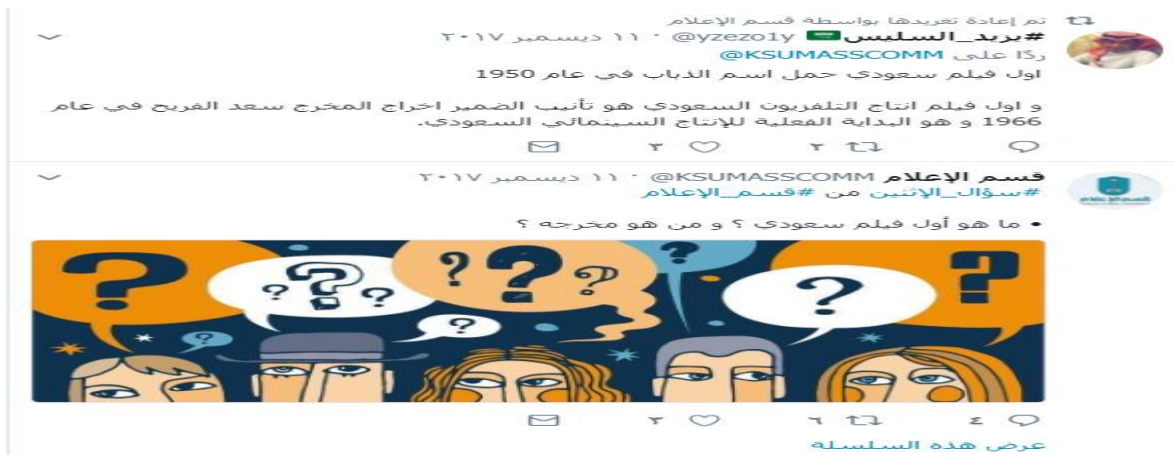 تم إعادة تغريدها بواسطة قسم الإعلام
#يزيد_السليس @yzezo1y · ١١ ديسمبر ٢٠١٧
ردًا على @KSUMASSCOMM
اول فيلم سعودي حمل اسم الذباب في عام 1950
و اول فيلم انتاج التلفزيون السعودي هو تأنيب الضمير اخراج المخرج سعد الفريح في عام
1966 و هو البداية الفعلية للإنتاج السينمائي السعودي.
٢ ٢
قسم الإعلام @KSUMASSCOMM · ١١ ديسمبر ٢٠١٧
#سؤال_الإثنين من #قسم_الإعلام
• ما هو أول فيلم سعودي ؟ و من هو مخرجه ؟
? ? ? ? ? ? ? ? ? ? ? ? ?
٤ ٦ ٢
عرض هذه السلسلة